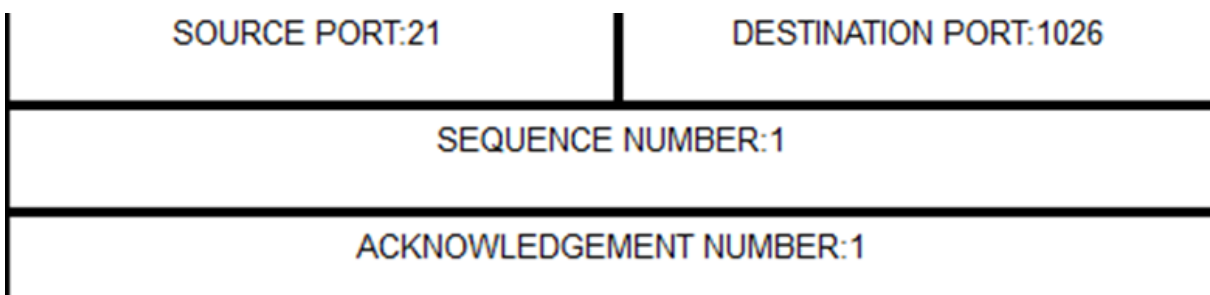 SOURCE PORT:21 DESTINATION PORT:1026
SEQUENCE NUMBER:1
ACKNOWLEDGEMENT NUMBER:1